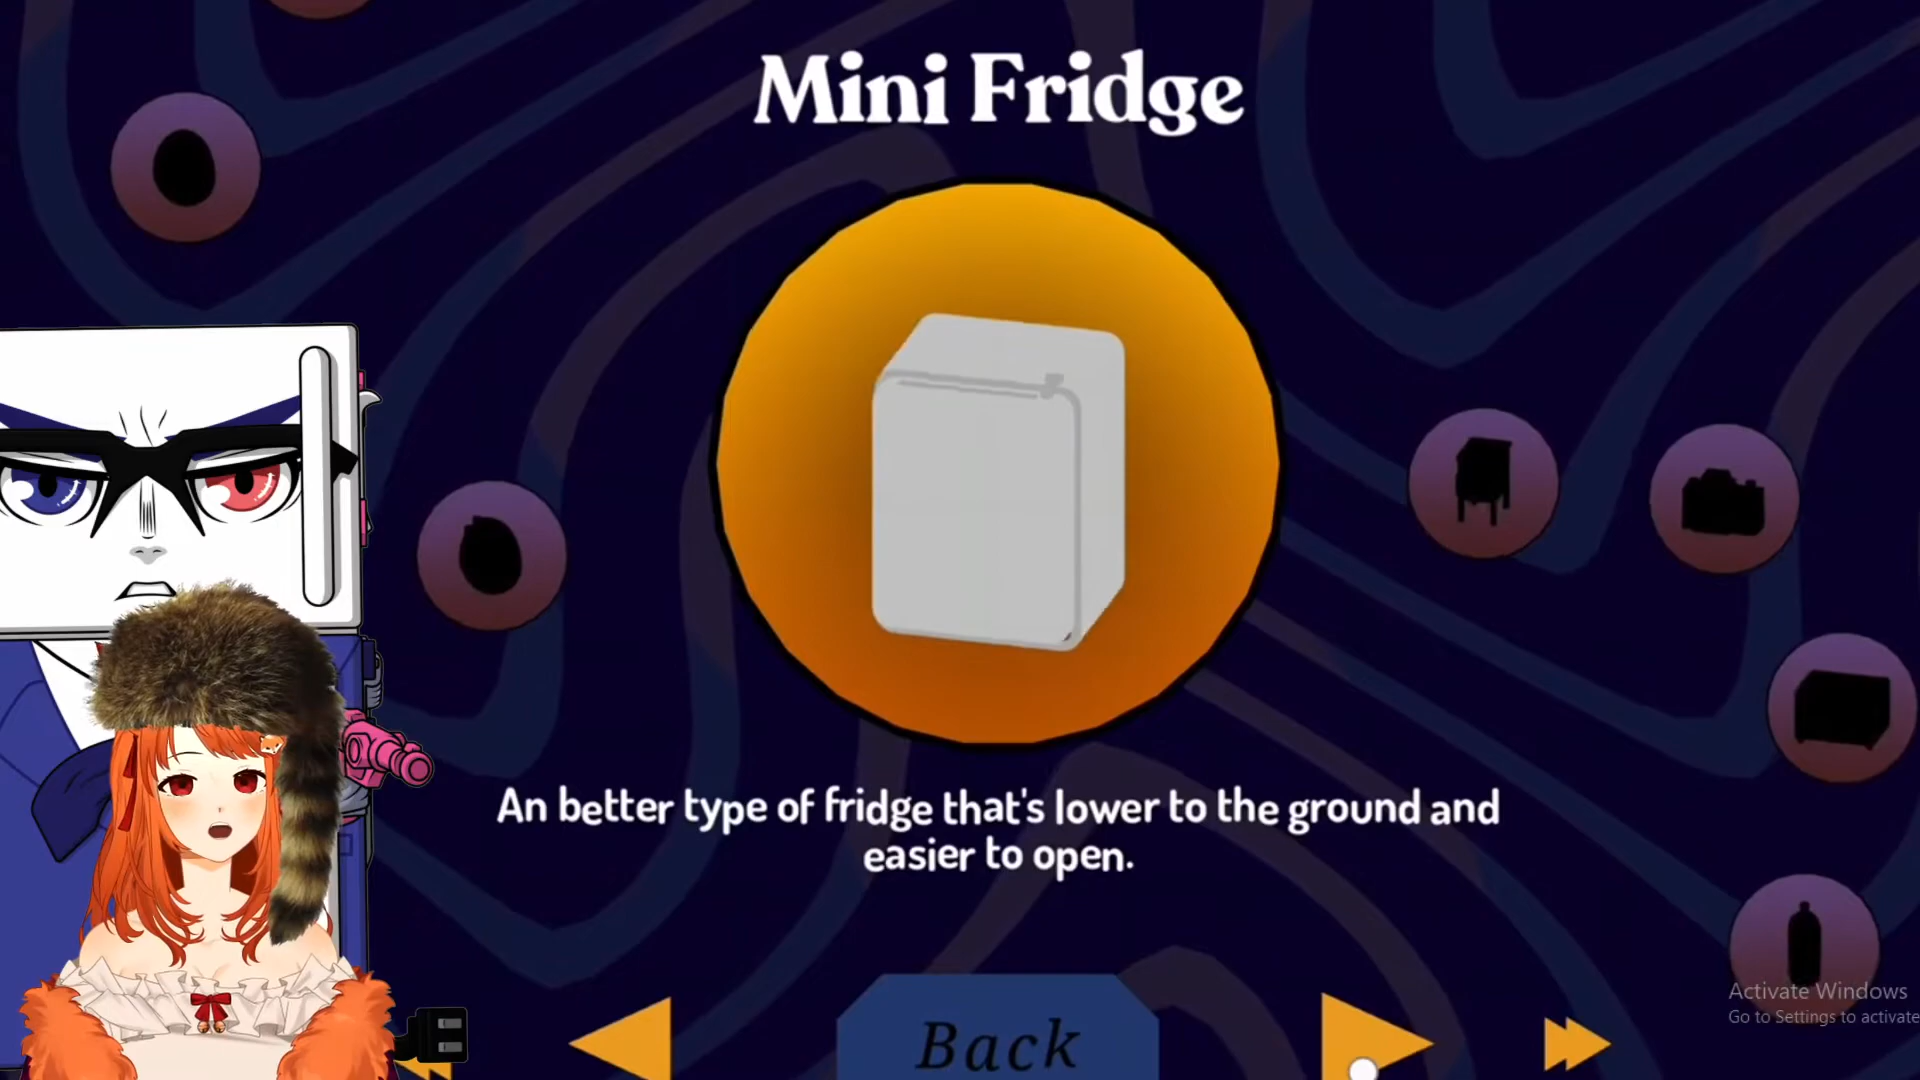 Mini Fridge
An better type of fridge that's lower to the ground and
easier to open.
Activate Windows
Go to Settings to activate
Back